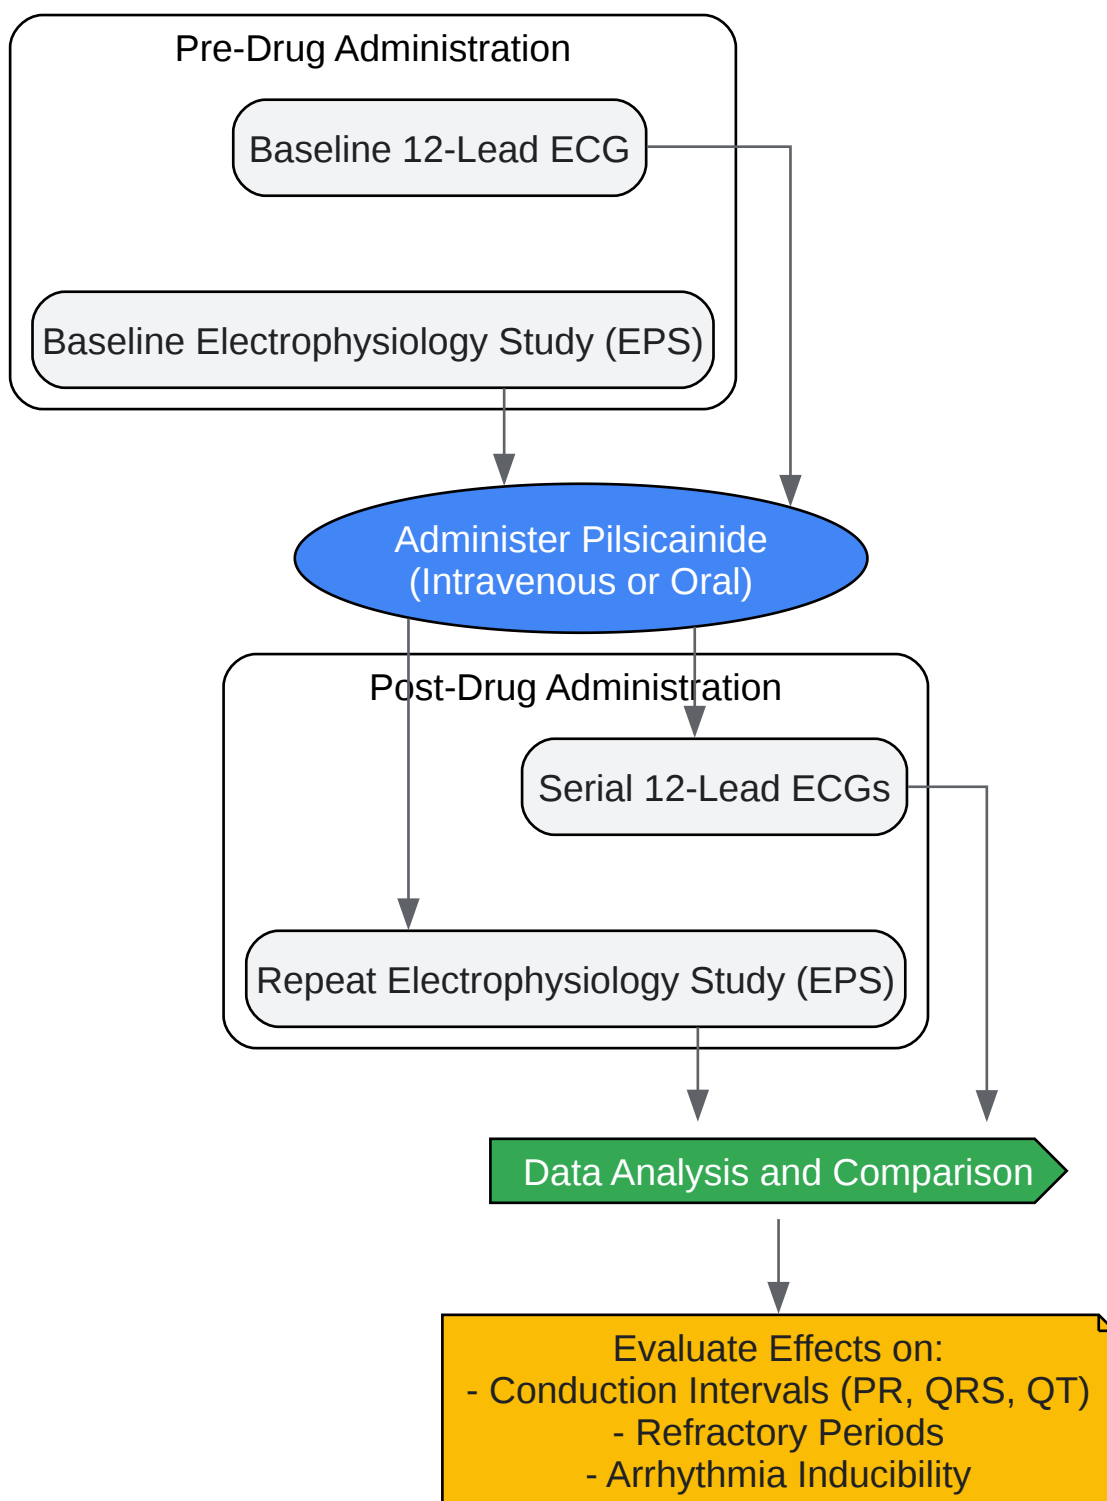 Pre-Drug Administration
Baseline 12-Lead ECG
Baseline Electrophysiology Study (EPS)
Administer Pilsicainide
(Intravenous or Oral)
Post-Drug Administration
Serial 12-Lead ECGs
Repeat Electrophysiology Study (EPS)
Data Analysis and Comparison
Evaluate Effects on:
- Conduction Intervals (PR, QRS, QT)
- Refractory Periods
- Arrhythmia Inducibility